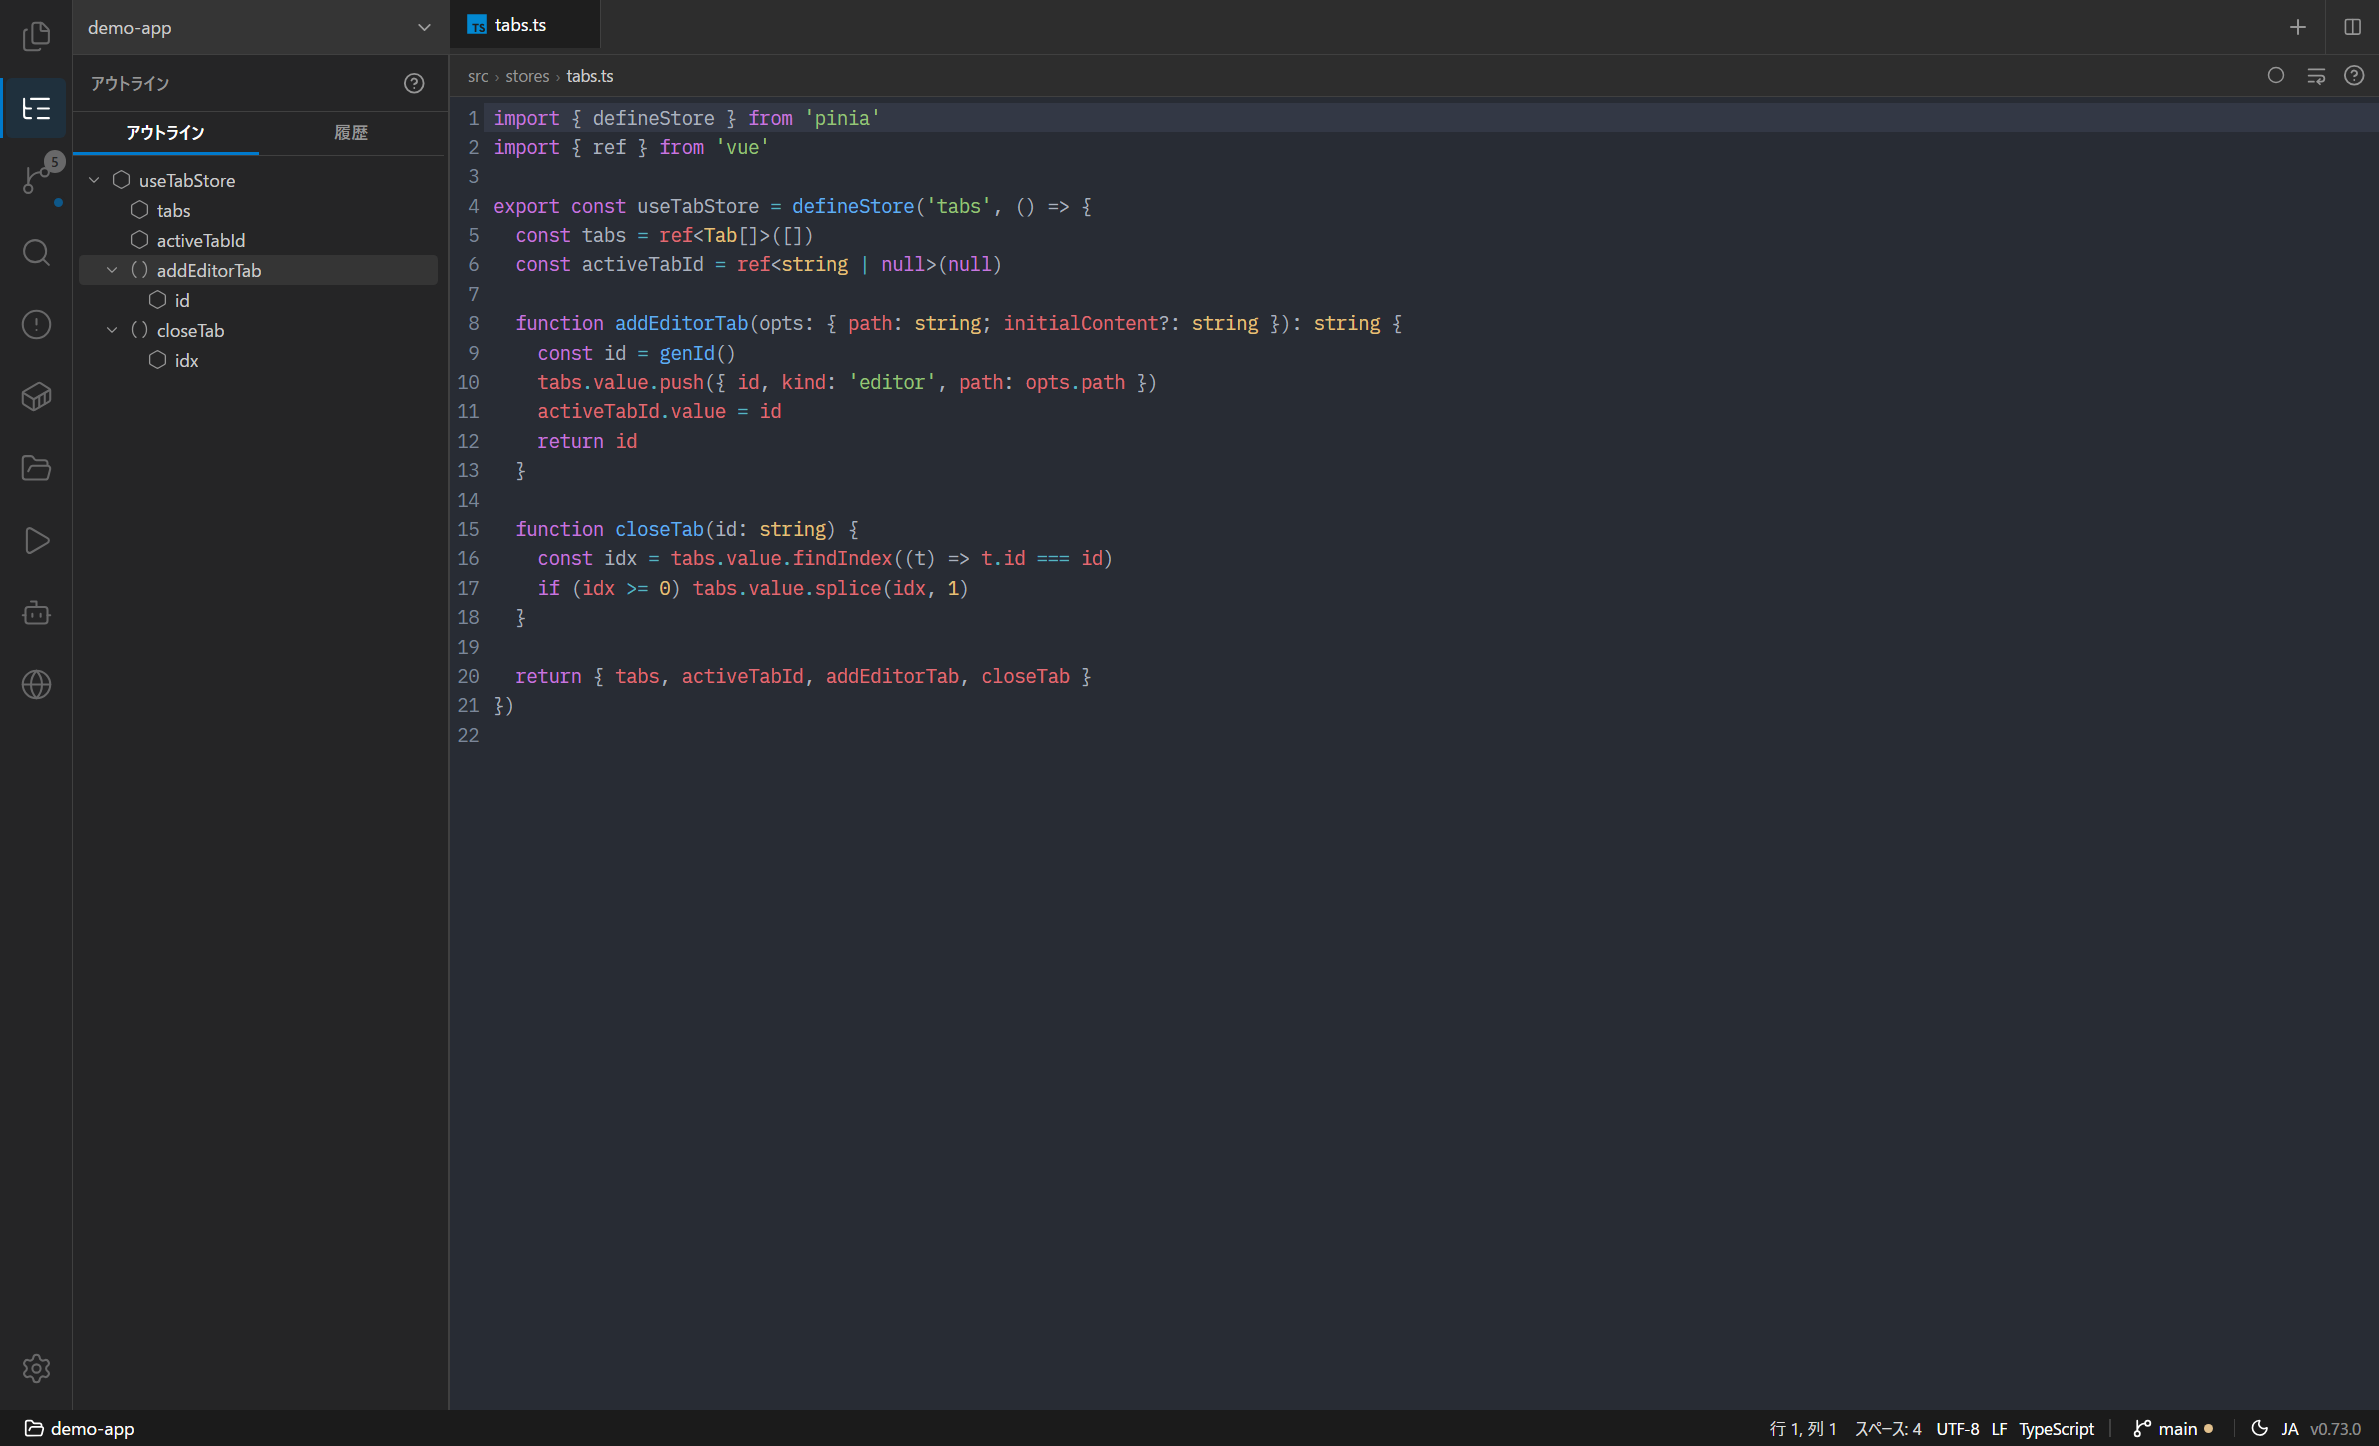 demo-app
TS tabs.ts
アウトライン
src › stores › tabs.ts
アウトライン 履歴
5
useTabStore
tabs
activeTabId
() addEditorTab
id
() closeTab
idx
1 import { defineStore } from 'pinia'
2 import { ref } from 'vue'
3
4 export const useTabStore = defineStore('tabs', () => {
5   const tabs = ref<Tab[]>([])
6   const activeTabId = ref<string | null>(null)
7
8   function addEditorTab(opts: { path: string; initialContent?: string }): string {
9     const id = genId()
10     tabs.value.push({ id, kind: 'editor', path: opts.path })
11     activeTabId.value = id
12     return id
13   }
14
15   function closeTab(id: string) {
16     const idx = tabs.value.findIndex((t) => t.id === id)
17     if (idx >= 0) tabs.value.splice(idx, 1)
18   }
19
20   return { tabs, activeTabId, addEditorTab, closeTab }
21 })
22
demo-app
行 1, 列 1 スペース: 4 UTF-8 LF TypeScript main JA v0.73.0